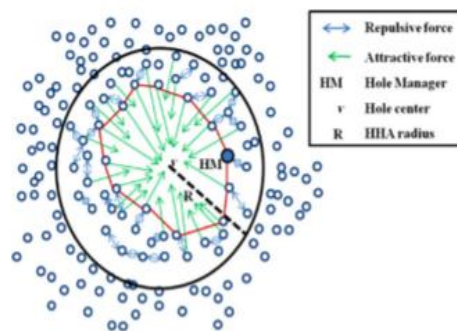 Repulsive force
Attractive force
HM Hole Manager
v Hole center
R HHA radius
HM
v
R